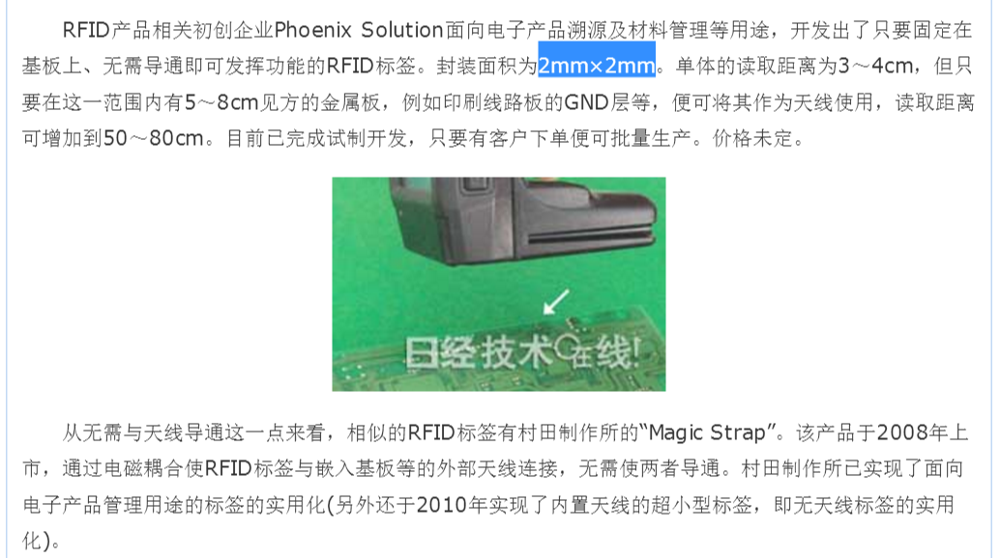 RFID产品相关初创企业Phoenix Solution面向电子产品溯源及材料管理等用途，开发出了只要固定在
基板上、无需导通即可发挥功能的RFID标签。封装面积为2mm×2mm。单体的读取距离为3～4cm，但只
要在这一范围内有5～8cm见方的金属板，例如印刷线路板的GND层等，便可将其作为天线使用，读取距离
可增加到50～80cm。目前已完成试制开发，只要有客户下单便可批量生产。价格未定。
日经技术在线!
从无需与天线导通这一点来看，相似的RFID标签有村田制作所的“Magic Strap”。该产品于2008年上
市，通过电磁耦合使RFID标签与嵌入基板等的外部天线连接，无需使两者导通。村田制作所已实现了面向
电子产品管理用途的标签的实用化(另外还于2010年实现了内置天线的超小型标签，即无天线标签的实用
化)。